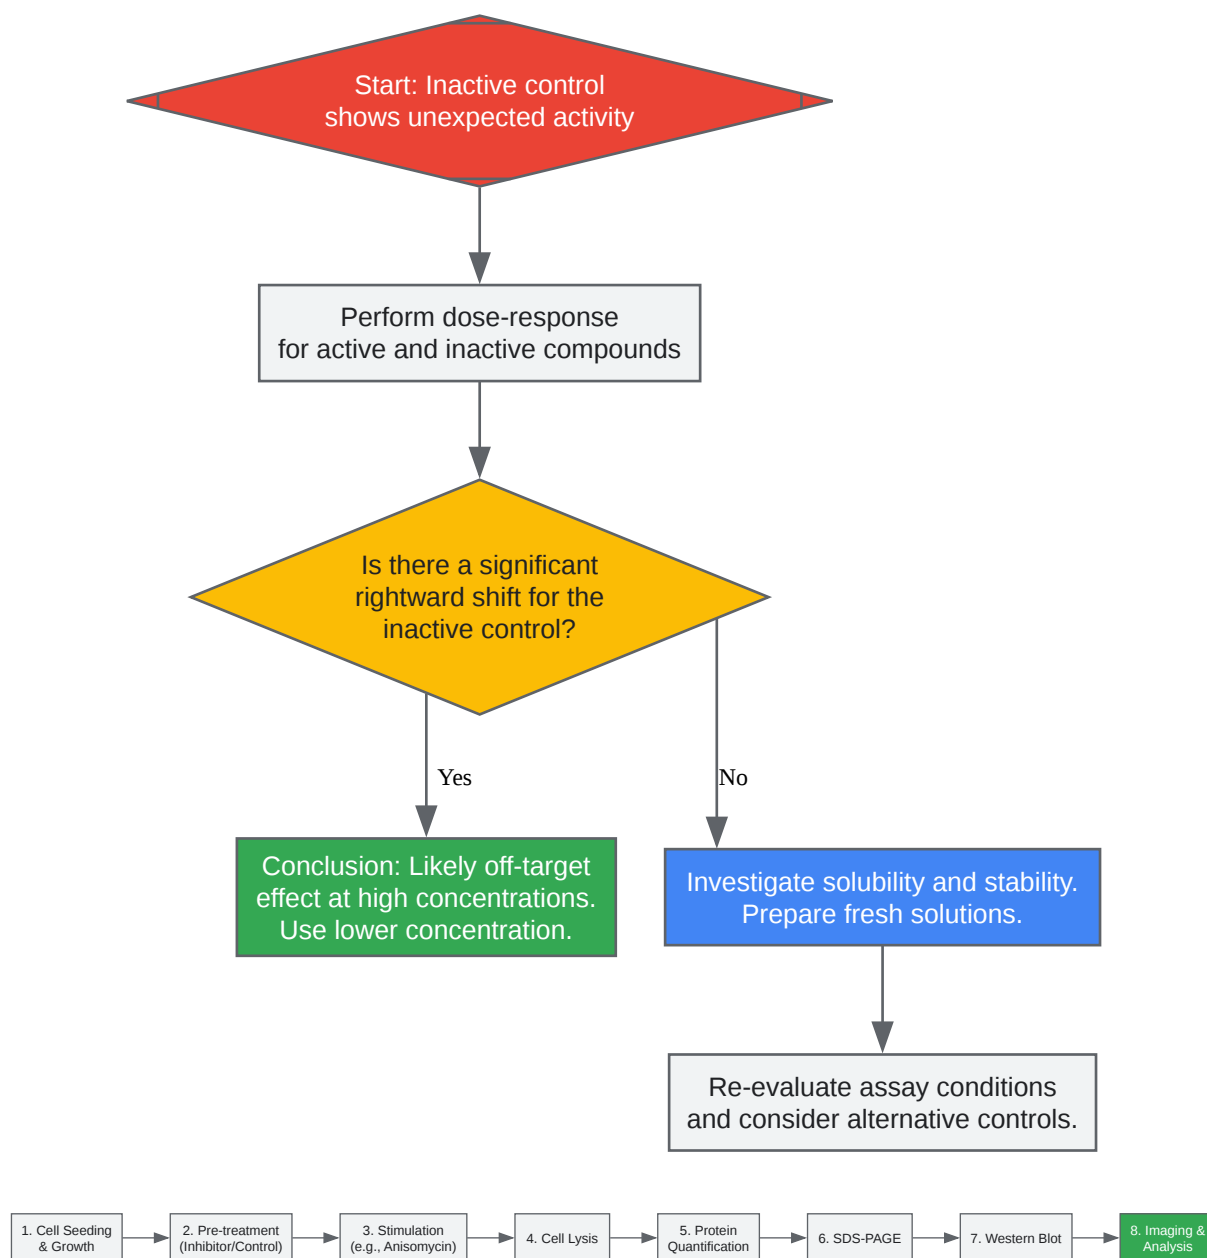 Start: Inactive control
shows unexpected activity
Perform dose-response
for active and inactive compounds
Is there a significant
rightward shift for the
inactive control?
Yes
No
Conclusion: Likely off-target
effect at high concentrations.
Use lower concentration.
Investigate solubility and stability.
Prepare fresh solutions.
Re-evaluate assay conditions
and consider alternative controls.
1. Cell Seeding
& Growth
2. Pre-treatment
(Inhibitor/Control)
3. Stimulation
(e.g., Anisomycin)
4. Cell Lysis
5. Protein
Quantification
6. SDS-PAGE
7. Western Blot
8. Imaging &
Analysis